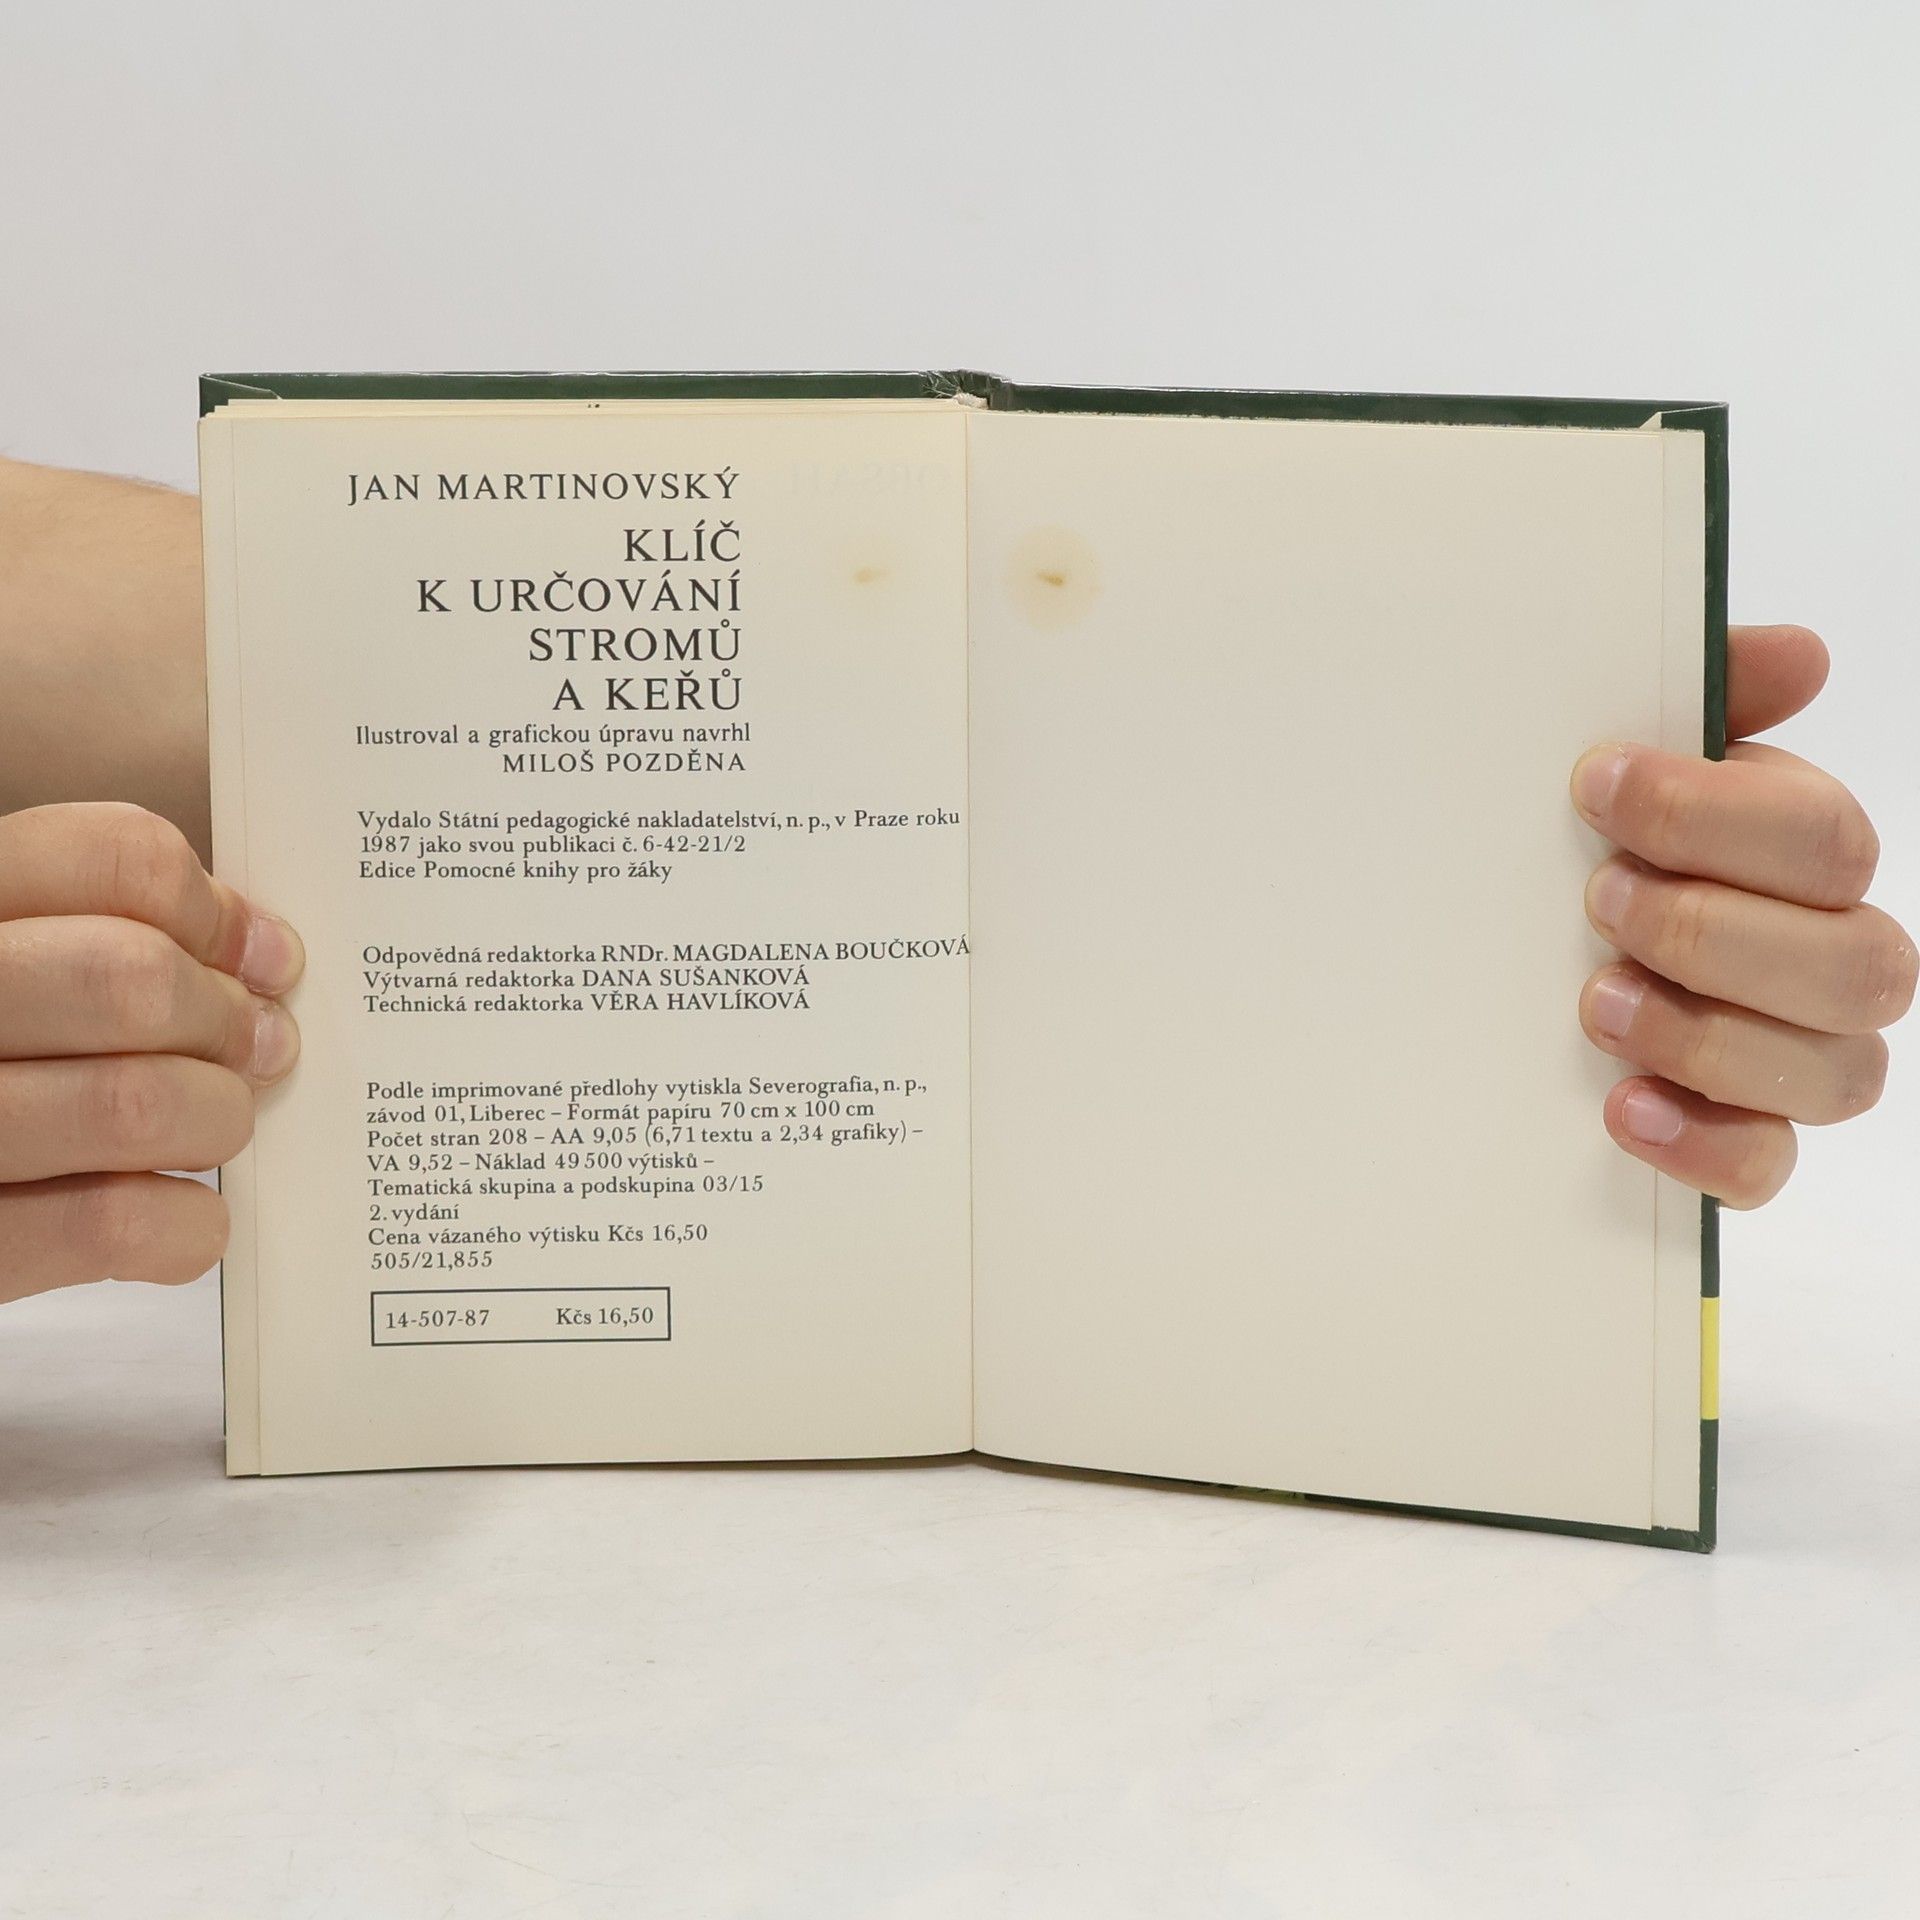 JAN MARTINOVSKÝ
KLÍČ
K URČOVÁNÍ
STROMŮ
A KEŘŮ
Ilustroval a grafickou úpravu navrhl
MILOŠ POZDĚNA
Vydalo Státní pedagogické nakladatelství, n. p., v Praze roku
1987 jako svou publikaci č. 6-42-21/2
Edice Pomocné knihy pro žáky
Odpovědná redaktorka RNDr. MAGDALENA BOUČKOVÁ
Výtvarná redaktorka DANA SUŠANKOVÁ
Technická redaktorka VĚRA HAVLÍKOVÁ
Podle imprimované předlohy vytiskla Severografia, n. p.,
závod 01, Liberec – Formát papíru 70 cm x 100 cm
Počet stran 208 – AA 9,05 (6,71 textu a 2,34 grafiky) –
VA 9,52 – Náklad 49 500 výtisků –
Tematická skupina a podskupina 03/15
2. vydání
Cena vázaného výtisku Kčs 16,50
505/21,855
14-507-87 Kčs 16,50